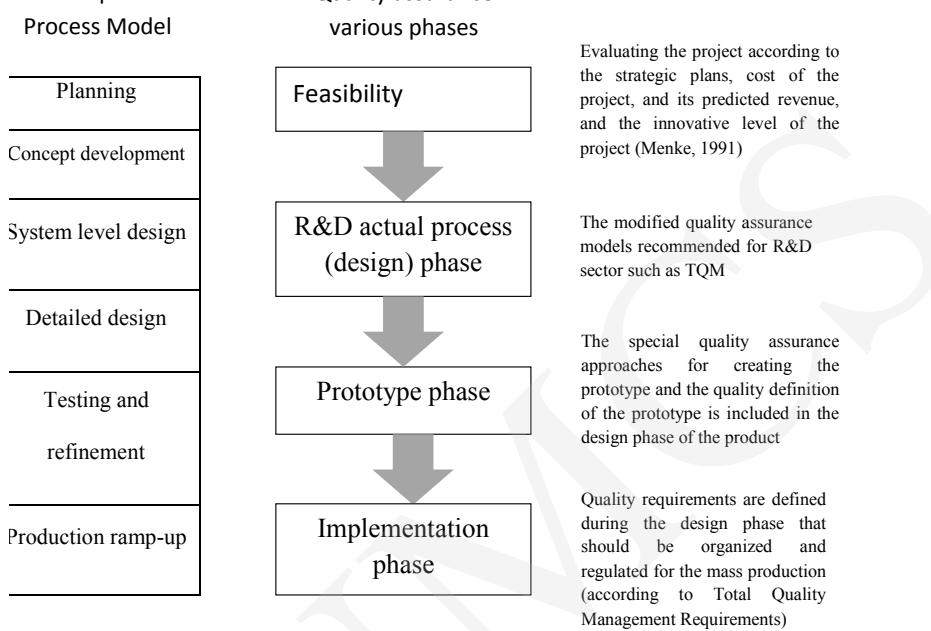 Process Model
various phases
Planning
Concept development
System level design
Detailed design
Testing and
refinement
Production ramp-up
Feasibility
R&D actual process
(design) phase
Prototype phase
Implementation
phase
Evaluating the project according to
the strategic plans, cost of the
project, and its predicted revenue,
and the innovative level of the
project (Menke, 1991)
The modified quality assurance
models recommended for R&D
sector such as TQM
The special quality assurance
approaches for creating the
prototype and the quality definition
of the prototype is included in the
design phase of the product
Quality requirements are defined
during the design phase that
should be organized and
regulated for the mass production
(according to Total Quality
Management Requirements)